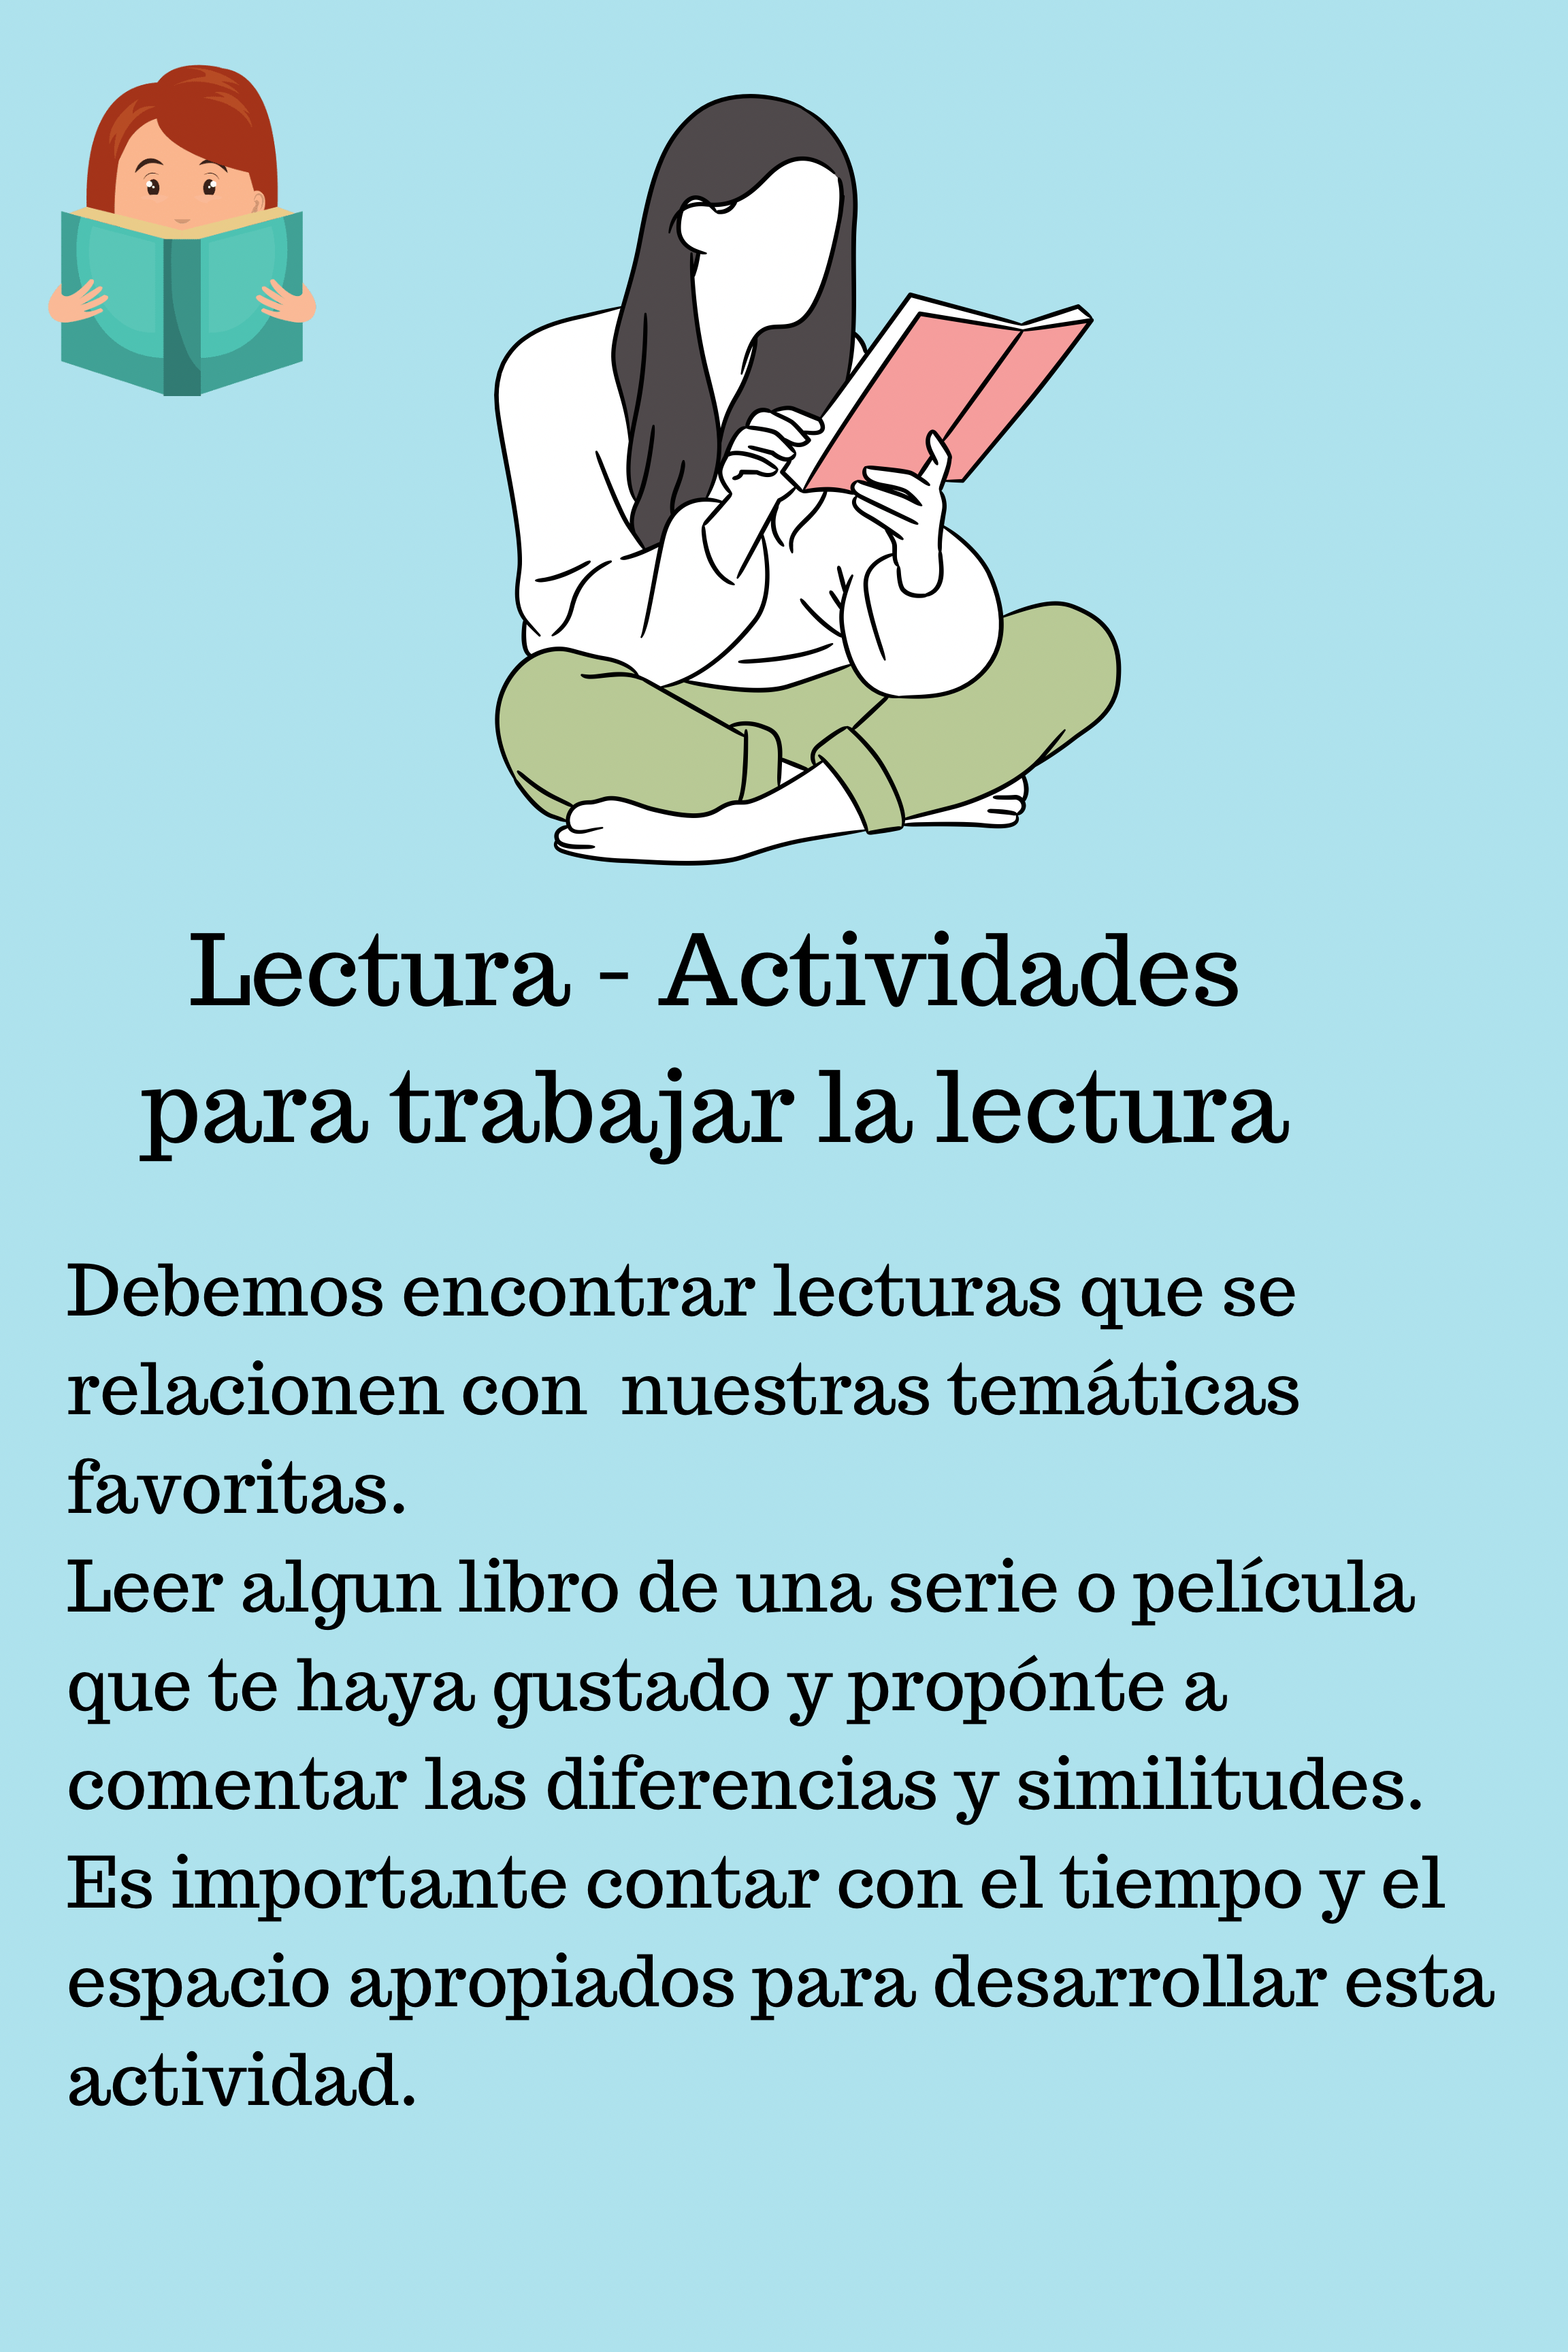 Lectura - Actividades
para trabajar la lectura
Debemos encontrar lecturas que se
relacionen con  nuestras temáticas
favoritas.
Leer algun libro de una serie o película
que te haya gustado y propónte a
comentar las diferencias y similitudes.
Es importante contar con el tiempo y el
espacio apropiados para desarrollar esta
actividad.